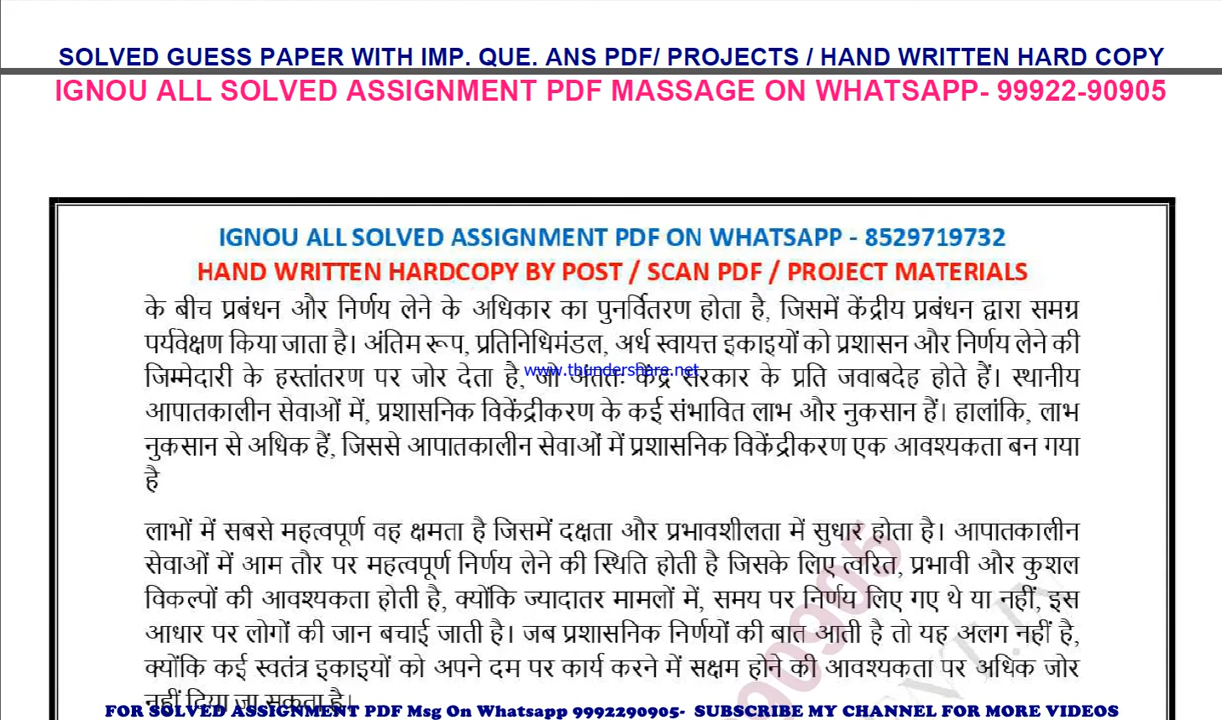 SOLVED GUESS PAPER WITH IMP. QUE. ANS PDF/ PROJECTS / HAND WRITTEN HARD COPY
IGNOU ALL SOLVED ASSIGNMENT PDF MASSAGE ON WHATSAPP- 99922-90905
IGNOU ALL SOLVED ASSIGNMENT PDF ON WHATSAPP - 8529719732
HAND WRITTEN HARDCOPY BY POST / SCAN PDF / PROJECT MATERIALS
के बीच प्रबंधन और निर्णय लेने के अधिकार का पुनर्वितरण होता है, जिसमें केंद्रीय प्रबंधन द्वारा समग्र
पर्यवेक्षण किया जाता है। अंतिम रूप, प्रतिनिधिमंडल, अर्ध स्वायत्त इकाइयों को प्रशासन और निर्णय लेने की
जिम्मेदारी के हस्तांतरण पर जोर देता है, जो अंततः केंद्र सरकार के प्रति जवाबदेह होते हैं। स्थानीय
www.thundershare.net
आपातकालीन सेवाओं में, प्रशासनिक विकेंद्रीकरण के कई संभावित लाभ और नुकसान हैं। हालांकि, लाभ
नुकसान से अधिक हैं, जिससे आपातकालीन सेवाओं में प्रशासनिक विकेंद्रीकरण एक आवश्यकता बन गया
है
लाभों में सबसे महत्वपूर्ण वह क्षमता है जिसमें दक्षता और प्रभावशीलता में सुधार होता है। आपातकालीन
सेवाओं में आम तौर पर महत्वपूर्ण निर्णय लेने की स्थिति होती है जिसके लिए त्वरित, प्रभावी और कुशल
विकल्पों की आवश्यकता होती है, क्योंकि ज्यादातर मामलों में, समय पर निर्णय लिए गए थे या नहीं, इस
आधार पर लोगों की जान बचाई जाती है। जब प्रशासनिक निर्णयों की बात आती है तो यह अलग नहीं है,
क्योंकि कई स्वतंत्र इकाइयों को अपने दम पर कार्य करने में सक्षम होने की आवश्यकता पर अधिक जोर
नहीं दिया जा सकता है।
FOR SOLVED ASSIGNMENT PDF Msg On Whatsapp 9992290905- SUBSCRIBE MY CHANNEL FOR MORE VIDEOS